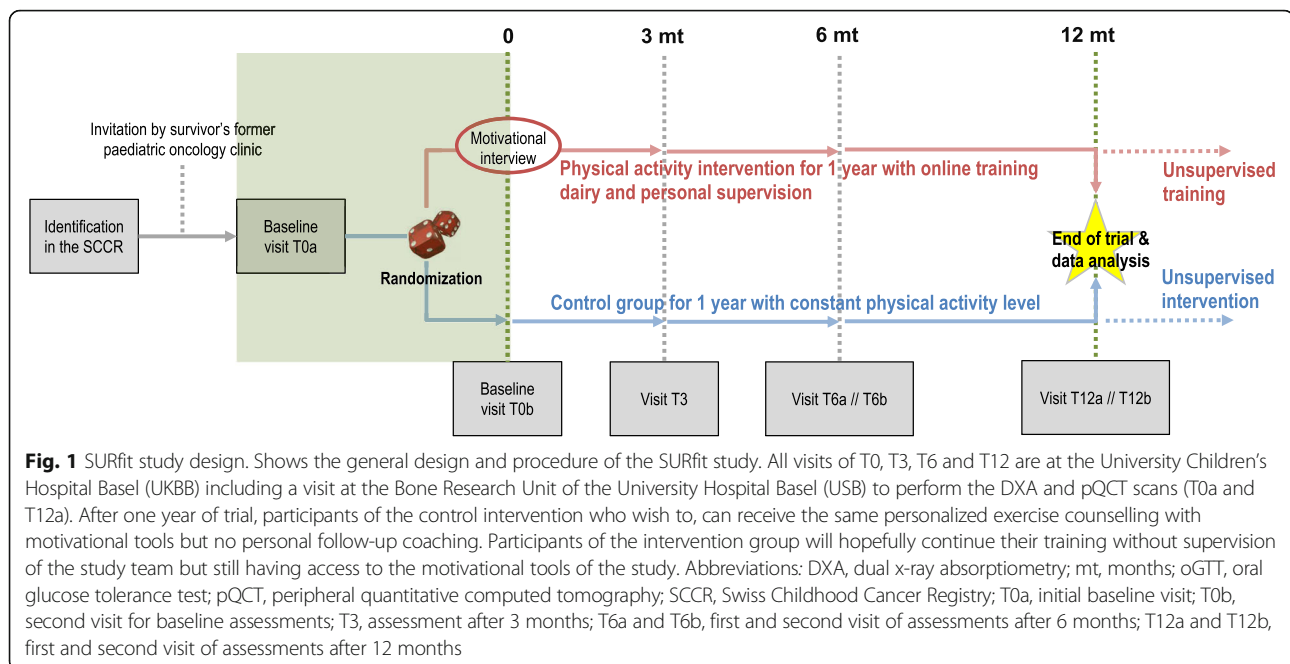 0
3 mt
6 mt
12 mt
Invitation by survivor's former
paediatric oncology clinic
Motivational
interview
Physical activity intervention for 1 year with online training
dairy and personal supervision
Unsupervised
training
Identification
in the SCCR
Baseline
visit T0a
Randomization
End of trial &
data analysis
Control group for 1 year with constant physical activity level
Unsupervised
intervention
Baseline
visit T0b
Visit T3
Visit T6a // T6b
Visit T12a // T12b
Fig. 1 SURfit study design. Shows the general design and procedure of the SURfit study. All visits of T0, T3, T6 and T12 are at the University Children's
Hospital Basel (UKBB) including a visit at the Bone Research Unit of the University Hospital Basel (USB) to perform the DXA and pQCT scans (T0a and
T12a). After one year of trial, participants of the control intervention who wish to, can receive the same personalized exercise counselling with
motivational tools but no personal follow-up coaching. Participants of the intervention group will hopefully continue their training without supervision
of the study team but still having access to the motivational tools of the study. Abbreviations: DXA, dual x-ray absorptiometry; mt, months; oGTT, oral
glucose tolerance test; pQCT, peripheral quantitative computed tomography; SCCR, Swiss Childhood Cancer Registry; T0a, initial baseline visit; T0b,
second visit for baseline assessments; T3, assessment after 3 months; T6a and T6b, first and second visit of assessments after 6 months; T12a and T12b,
first and second visit of assessments after 12 months